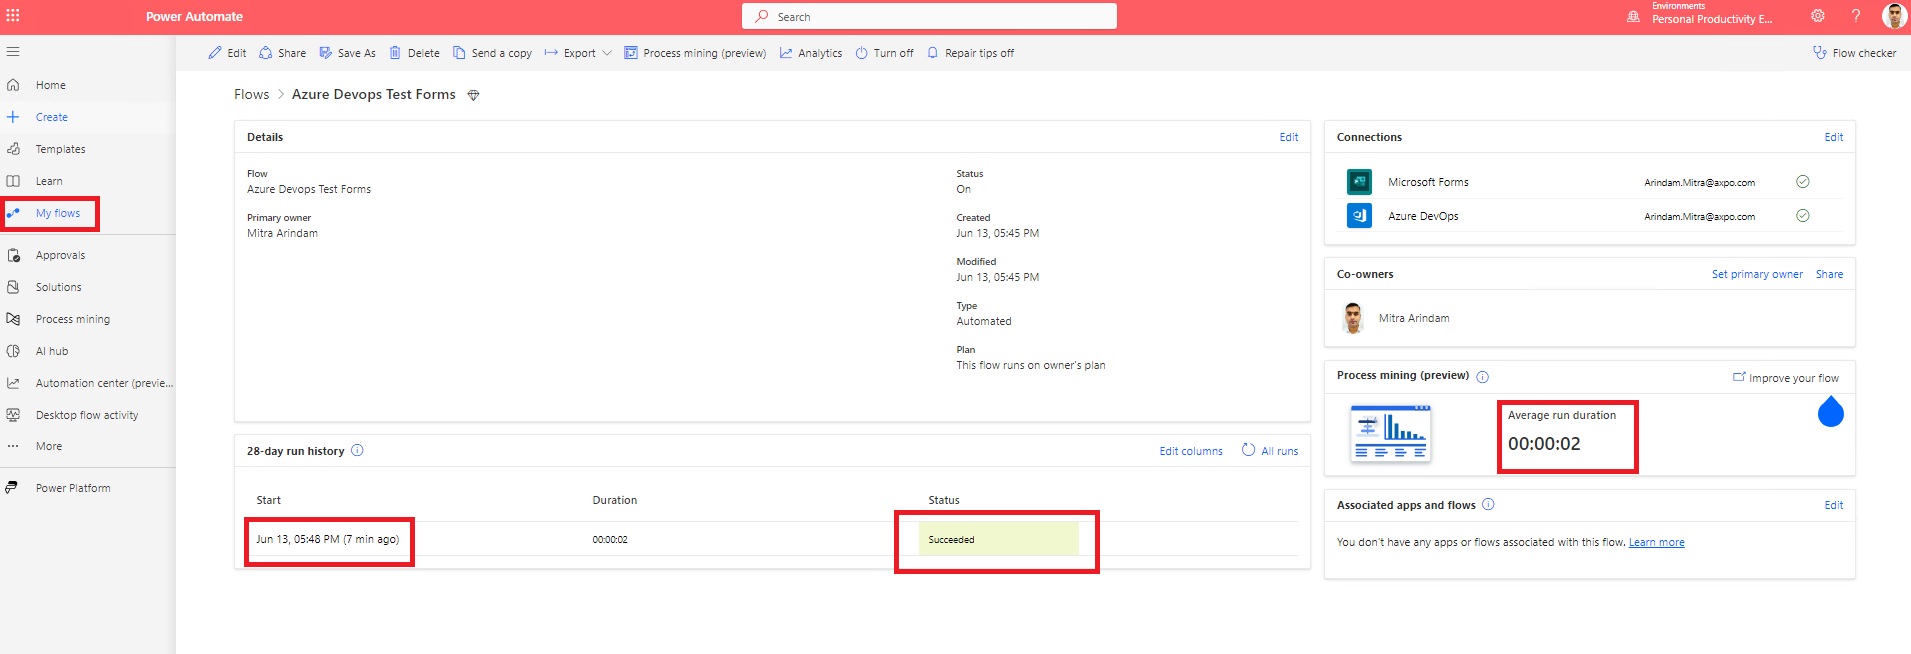 Power Automate
Search
Environments
Personal Productivity E...
Edit
Share
Save As
Delete
Send a copy
Export
Process mining (preview)
Analytics
Turn off
Repair tips off
Flow checker
Home
Create
Templates
Learn
My flows
Approvals
Solutions
Process mining
AI hub
Automation center (previe...
Desktop flow activity
More
Power Platform
Flows > Azure Devops Test Forms
Details
Edit
Flow
Azure Devops Test Forms
Primary owner
Mitra Arindam
Status
On
Created
Jun 13, 05:45 PM
Modified
Jun 13, 05:45 PM
Type
Automated
Plan
This flow runs on owner's plan
28-day run history
Edit columns
All runs
Start
Duration
Status
Jun 13, 05:48 PM (7 min ago)
00:00:02
Succeeded
Connections
Edit
Microsoft Forms
Arindam.Mitra@axpo.com
Azure DevOps
Arindam.Mitra@axpo.com
Co-owners
Set primary owner
Share
Mitra Arindam
Process mining (preview)
Improve your flow
Average run duration
00:00:02
Associated apps and flows
Edit
You don't have any apps or flows associated with this flow. Learn more